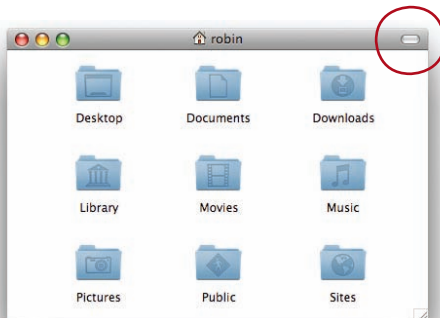 robin
Desktop Documents Downloads
Library Movies Music
Pictures Public Sites